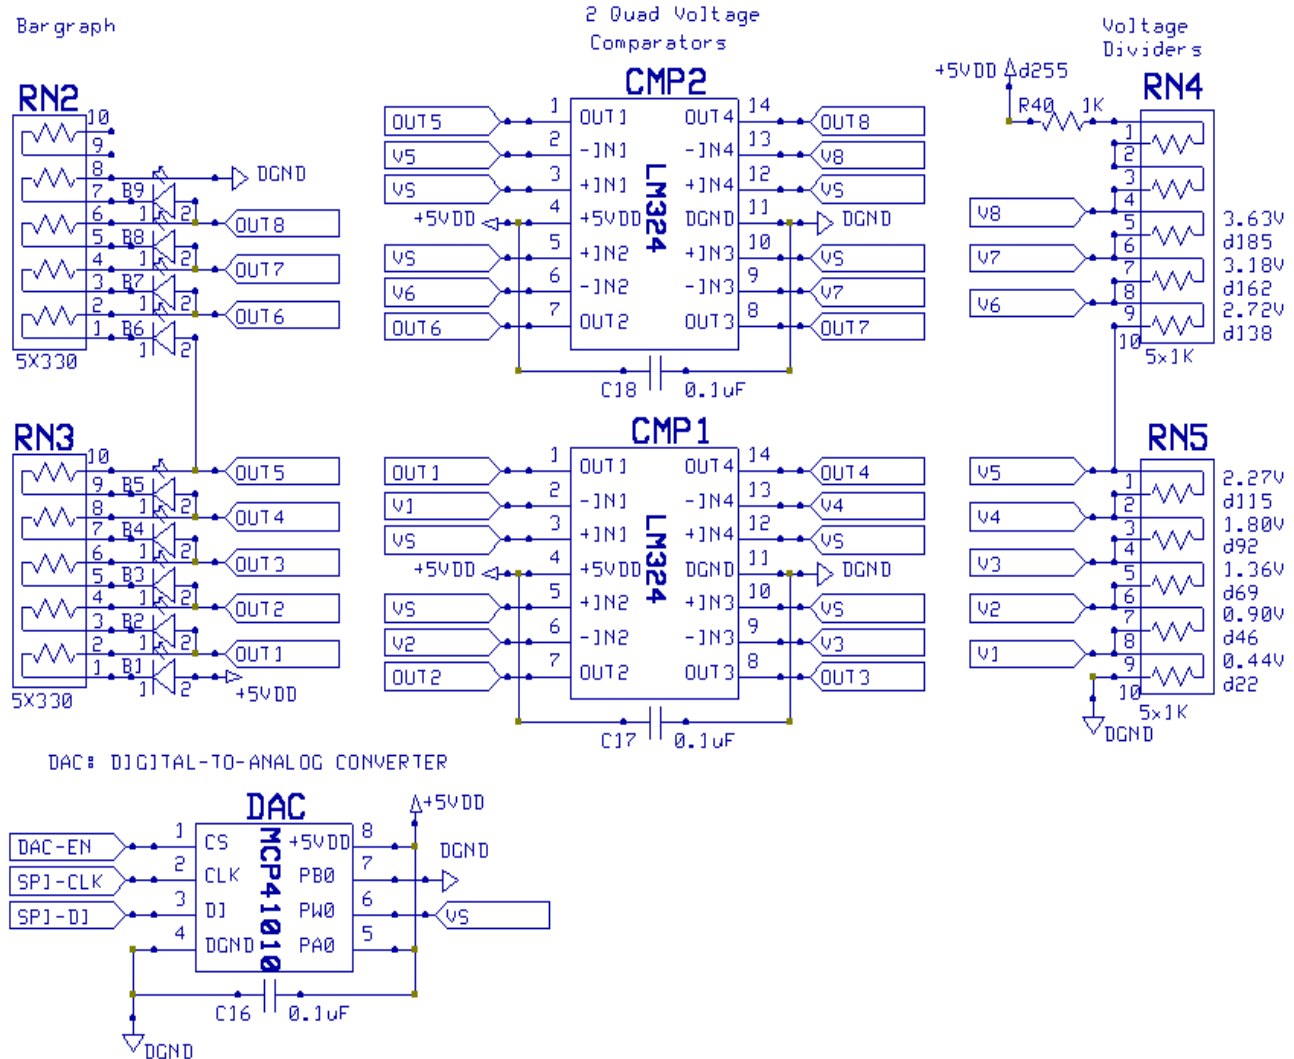 Bargraph
2 Quad Voltage
Comparators
Voltage
Dividers
RN2
10
9
8
7
6
5
4
3
2
1
5X330
DGND
B9
1
2
OUT8
B8
1
2
OUT7
B7
1
2
OUT6
B6
1
2
RN3
10
9
8
7
6
5
4
3
2
1
5X330
OUT5
B5
1
2
OUT4
B4
1
2
OUT3
B3
1
2
OUT2
B2
1
2
OUT1
B1
1
2
+5VDD
CMP2
LM324
OUT5 1 OUT1 OUT4 14 OUT8
V5 2 -IN1 -IN4 13 V8
VS 3 +IN1 +IN4 12 VS
+5VDD 4 +5VDD DGND 11 DGND
VS 5 +IN2 +IN3 10 VS
V6 6 -IN2 -IN3 9 V7
OUT6 7 OUT2 OUT3 8 OUT7
C18 0.1uF
CMP1
LM324
OUT1 1 OUT1 OUT4 14 OUT4
V1 2 -IN1 -IN4 13 V4
VS 3 +IN1 +IN4 12 VS
+5VDD 4 +5VDD DGND 11 DGND
VS 5 +IN2 +IN3 10 VS
V2 6 -IN2 -IN3 9 V3
OUT2 7 OUT2 OUT3 8 OUT3
C17 0.1uF
+5VDD d255
R40 1K
RN4
1
2
3
4
5
6
7
8
9
10
5x1K
V8
V7
V6
3.63V
d185
3.18V
d162
2.72V
d138
RN5
1
2
3
4
5
6
7
8
9
10
5x1K
V5
V4
V3
V2
V1
2.27V
d115
1.80V
d92
1.36V
d69
0.90V
d46
0.44V
d22
DGND
DAC: DIGITAL-TO-ANALOG CONVERTER
DAC
MCP41010
+5VDD
DAC-EN 1 CS +5VDD 8
SPI-CLK 2 CLK PB0 7 DGND
SPI-DI 3 DI PW0 6 VS
4 DGND PA0 5
C16 0.1uF
DGND